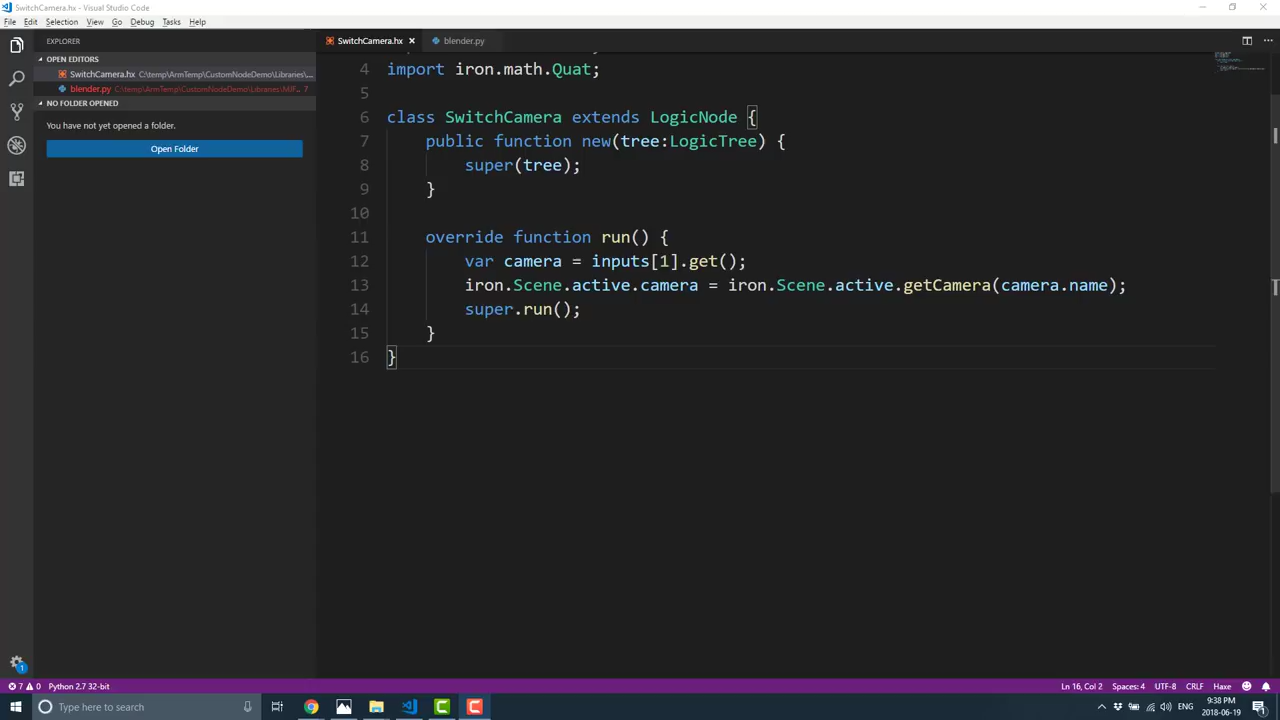 SwitchCamera.hx - Visual Studio Code
File Edit Selection View Go Debug Tasks Help
EXPLORER
OPEN EDITORS
SwitchCamera.hx C:\temp\ArmTemp\CustomNodeDemo\Libraries\...
blender.py C:\temp\ArmTemp\CustomNodeDemo\Libraries\MJF... 7
NO FOLDER OPENED
You have not yet opened a folder.
Open Folder
SwitchCamera.hx blender.py
4 import iron.math.Quat;
5
6 class SwitchCamera extends LogicNode {
7 public function new(tree:LogicTree) {
8 super(tree);
9 }
10
11 override function run() {
12 var camera = inputs[1].get();
13 iron.Scene.active.camera = iron.Scene.active.getCamera(camera.name);
14 super.run();
15 }
16 }
1
7 0 Python 2.7 32-bit
Ln 16, Col 2 Spaces: 4 UTF-8 CRLF Haxe
Type here to search
ENG
9:38 PM
2018-06-19
1